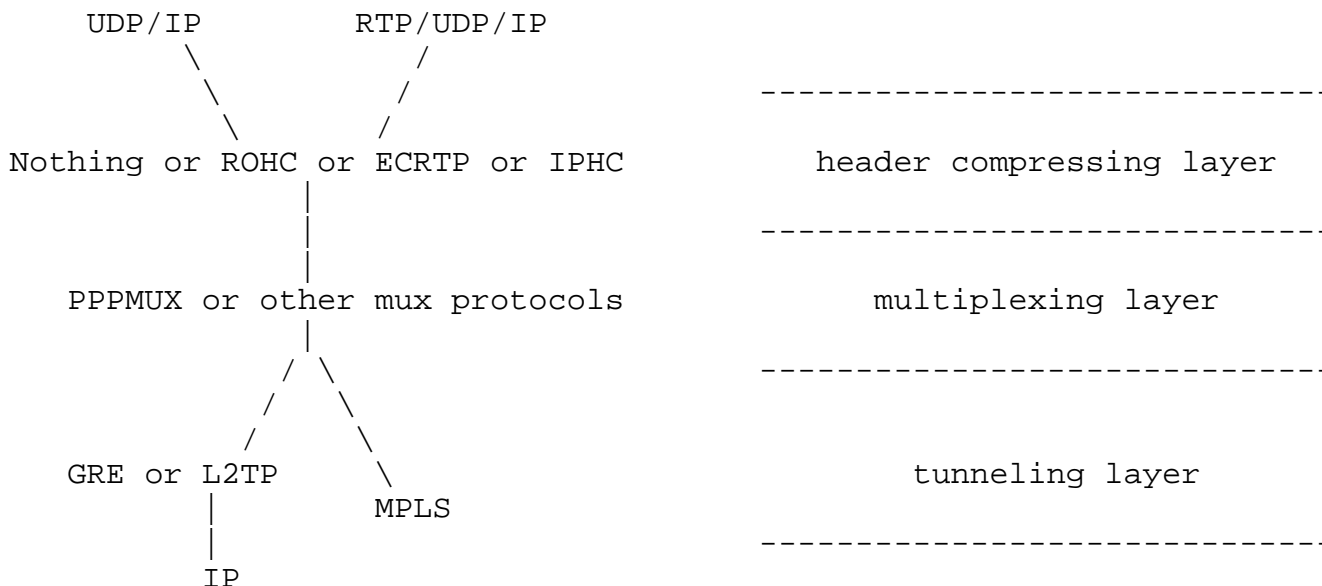 UDP/IP RTP/UDP/IP
Nothing or ROHC or ECRTP or IPHC header compressing layer
PPPMUX or other mux protocols multiplexing layer
GRE or L2TP tunneling layer
MPLS
IP